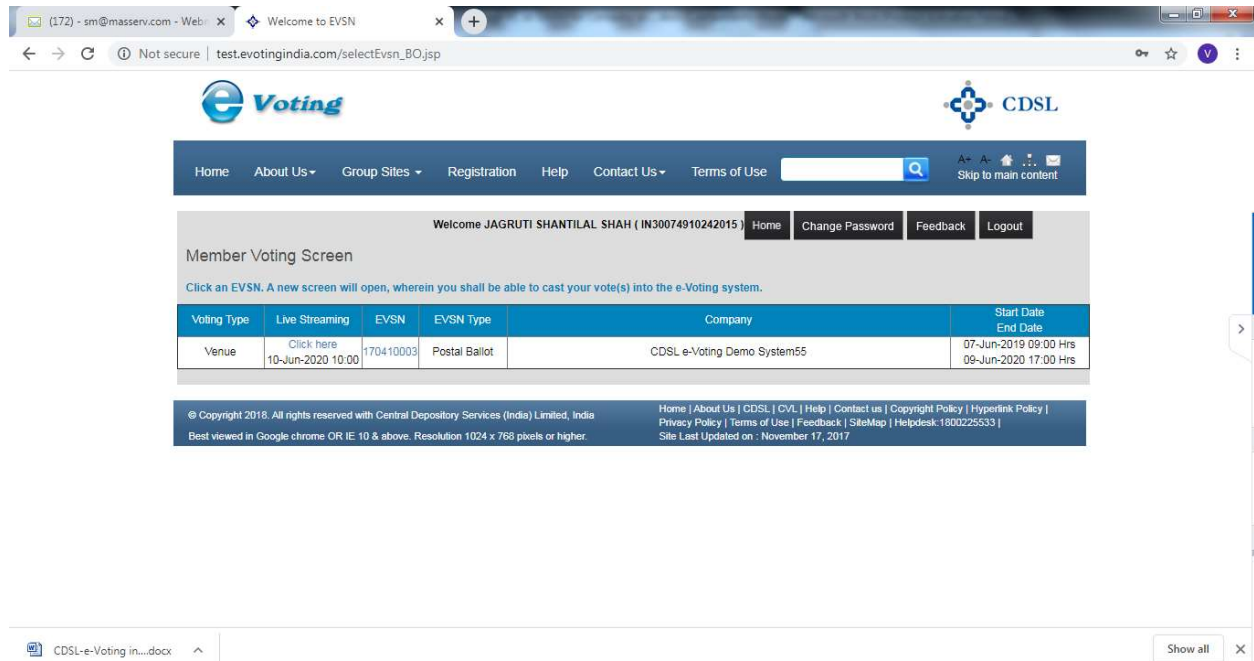 (172) - sm@masserv.com - Web
Welcome to EVSN
Not secure | test.evotingindia.com/selectEvsn_BO.jsp
V
e Voting
CDSL
Home About Us Group Sites Registration Help Contact Us Terms of Use
A+ A-
Skip to main content
Welcome JAGRUTI SHANTILAL SHAH ( IN30074910242015 ) Home Change Password Feedback Logout
Member Voting Screen
Click an EVSN. A new screen will open, wherein you shall be able to cast your vote(s) into the e-Voting system.
Voting Type Live Streaming EVSN EVSN Type Company Start Date
End Date
Venue Click here 170410003 Postal Ballot CDSL e-Voting Demo System55 07-Jun-2019 09:00 Hrs
10-Jun-2020 10:00 09-Jun-2020 17:00 Hrs
© Copyright 2018. All rights reserved with Central Depository Services (India) Limited, India
Best viewed in Google chrome OR IE 10 & above. Resolution 1024 x 768 pixels or higher.
Home | About Us | CDSL | CVL | Help | Contact us | Copyright Policy | Hyperlink Policy |
Privacy Policy | Terms of Use | Feedback | SiteMap | Helpdesk:1800225533 |
Site Last Updated on : November 17, 2017
CDSL-e-Voting in....docx
Show all